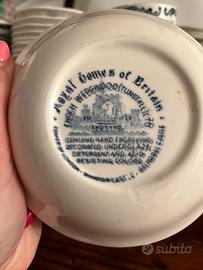 Royal Homes of Britain
ENOCH WEDGWOOD (TUNSTALL) LTD
ENGLAND
GENUINE HAND ENGRAVING
DECORATED UNDERGLAZE
DETERGENT AND ACID
RESISTING COLORS
subito